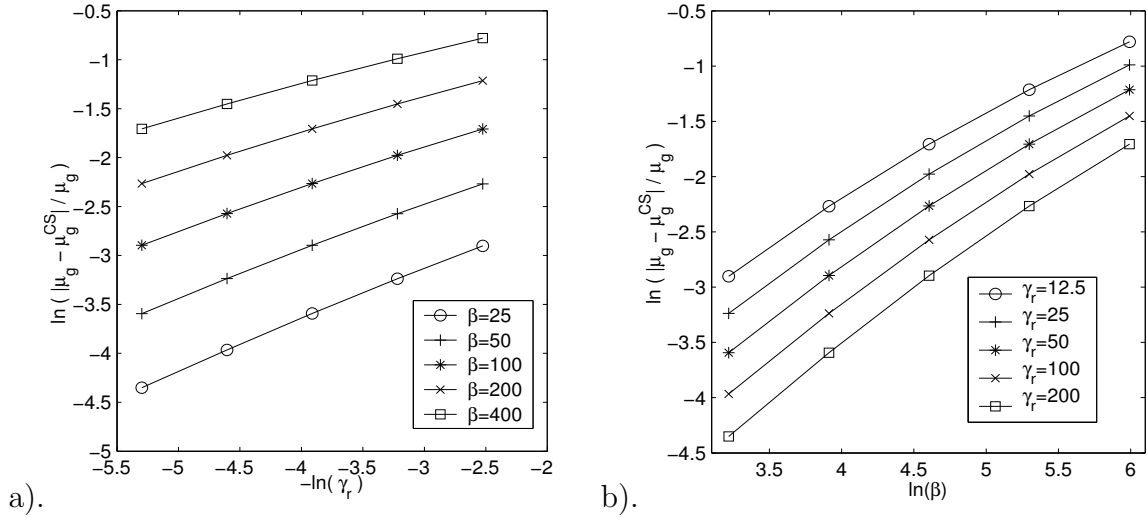 −0.5
−1
−1.5
−2
−2.5
−3
−3.5
−4
−4.5
−5
ln ( |μg − μgCS| / μg )
β=25
β=50
β=100
β=200
β=400
−5.5 −5 −4.5 −4 −3.5 −3 −2.5 −2
−ln( γr )
a).
−0.5
−1
−1.5
−2
−2.5
−3
−3.5
−4
−4.5
ln ( |μg − μgCS| / μg )
γr=12.5
γr=25
γr=50
γr=100
γr=200
3.5 4 4.5 5 5.5 6
ln(β)
b).